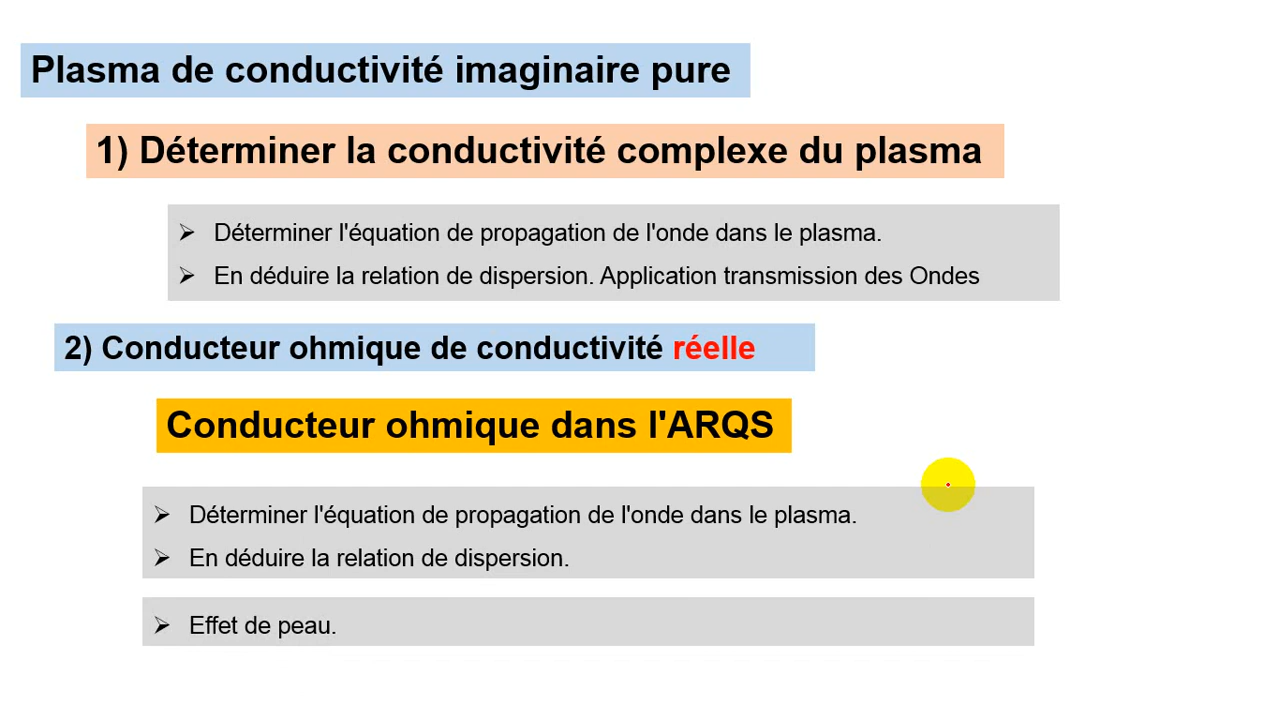 Plasma de conductivité imaginaire pure
1) Déterminer la conductivité complexe du plasma
➢ Déterminer l'équation de propagation de l'onde dans le plasma.
➢ En déduire la relation de dispersion. Application transmission des Ondes
2) Conducteur ohmique de conductivité réelle
Conducteur ohmique dans l'ARQS
➢ Déterminer l'équation de propagation de l'onde dans le plasma.
➢ En déduire la relation de dispersion.
➢ Effet de peau.